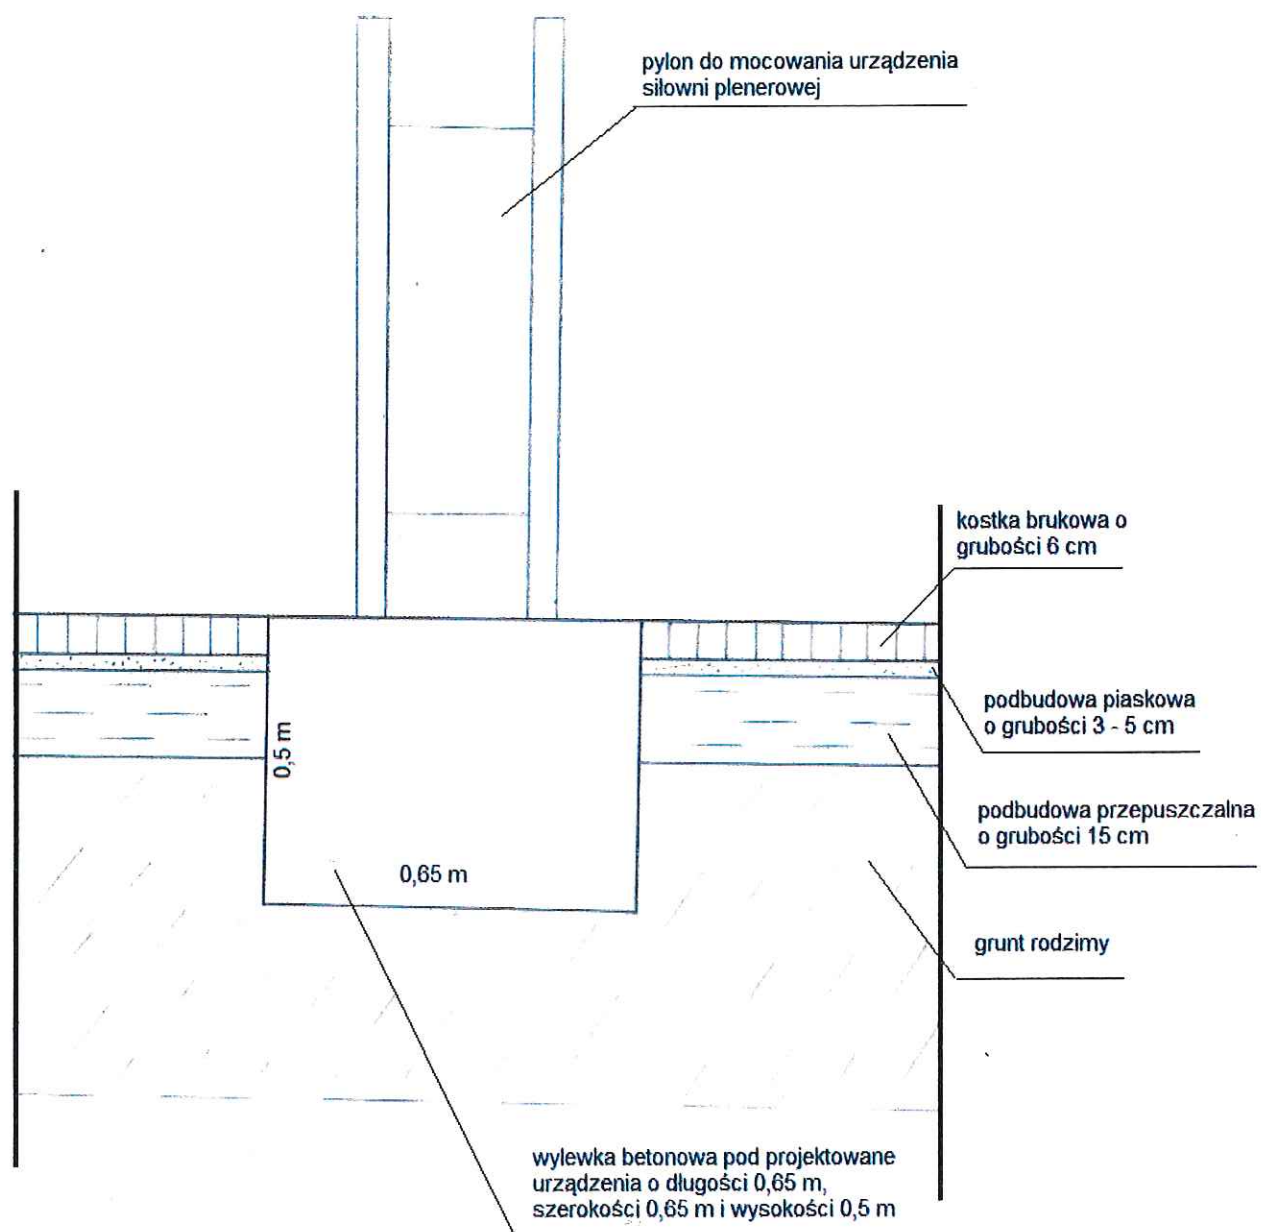 pylon do mocowania urządzenia
siłowni plenerowej
kostka brukowa o
grubości 6 cm
podbudowa piaskowa
o grubości 3 - 5 cm
0,5 m
podbudowa przepuszczalna
o grubości 15 cm
0,65 m
grunt rodzimy
wylewka betonowa pod projektowane
urządzenia o długości 0,65 m,
szerokości 0,65 m i wysokości 0,5 m